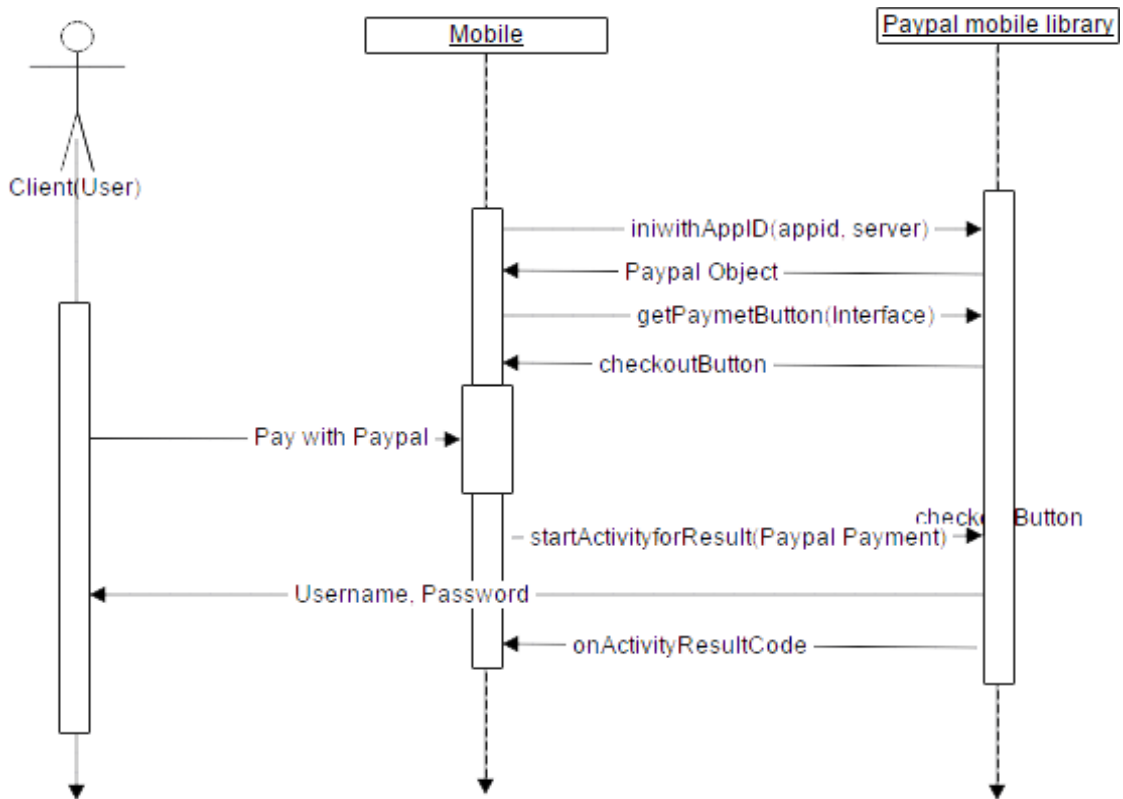 Mobile
Paypal mobile library
Client(User)
iniwithAppID(appid, server)
Paypal Object
getPaymetButton(Interface)
checkoutButton
Pay with Paypal
startActivityforResult(Paypal Payment)
Username, Password
onActivityResultCode